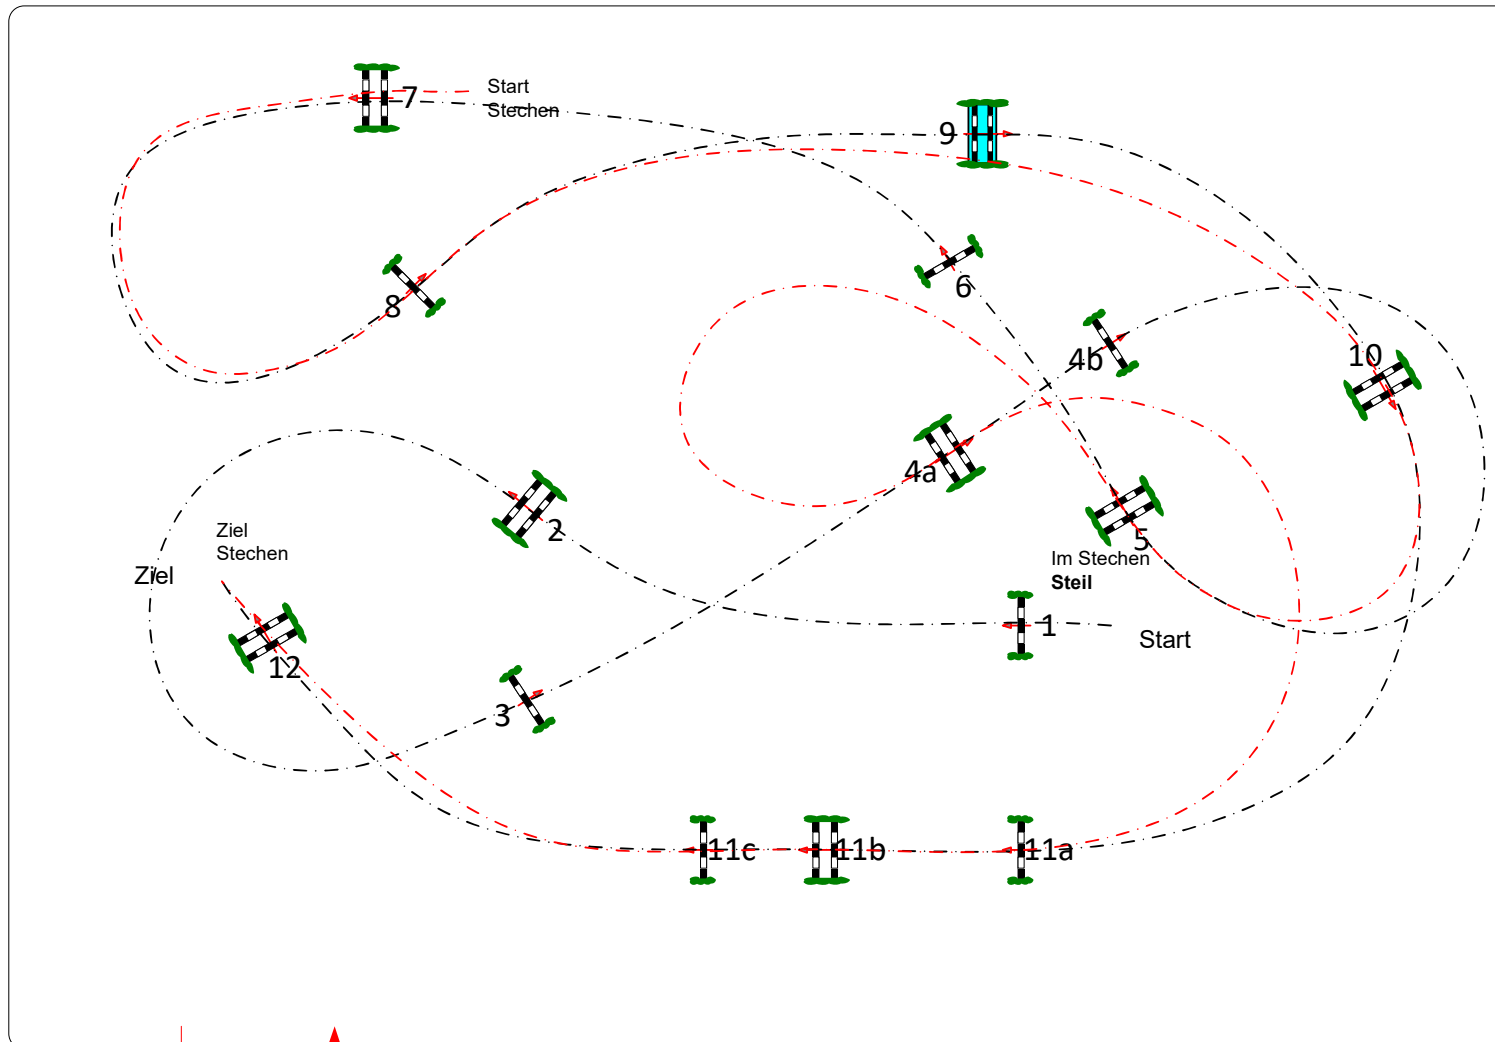 7
Start
Stechen
9
6
8
4b
10
4a
2
5
Ziel
Stechen
Im Stechen
Steil
Ziel
1
Start
12
3
11c
11b
11a